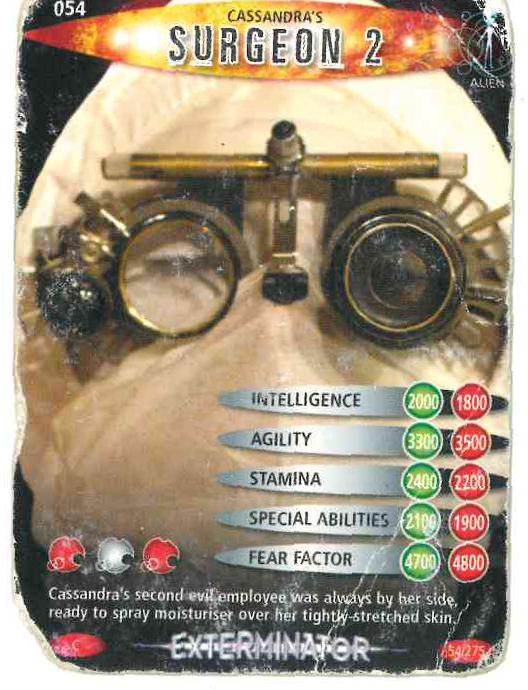 054
CASSANDRA'S
SURGEON 2
ALIEN
INTELLIGENCE 2000 1800
AGILITY 3300 3500
STAMINA 2400 2200
SPECIAL ABILITIES 2100 1900
FEAR FACTOR 4700 4800
Cassandra's second evil employee was always by her side,
ready to spray moisturiser over her tightly-stretched skin.
C EXTERMINATOR 54/275